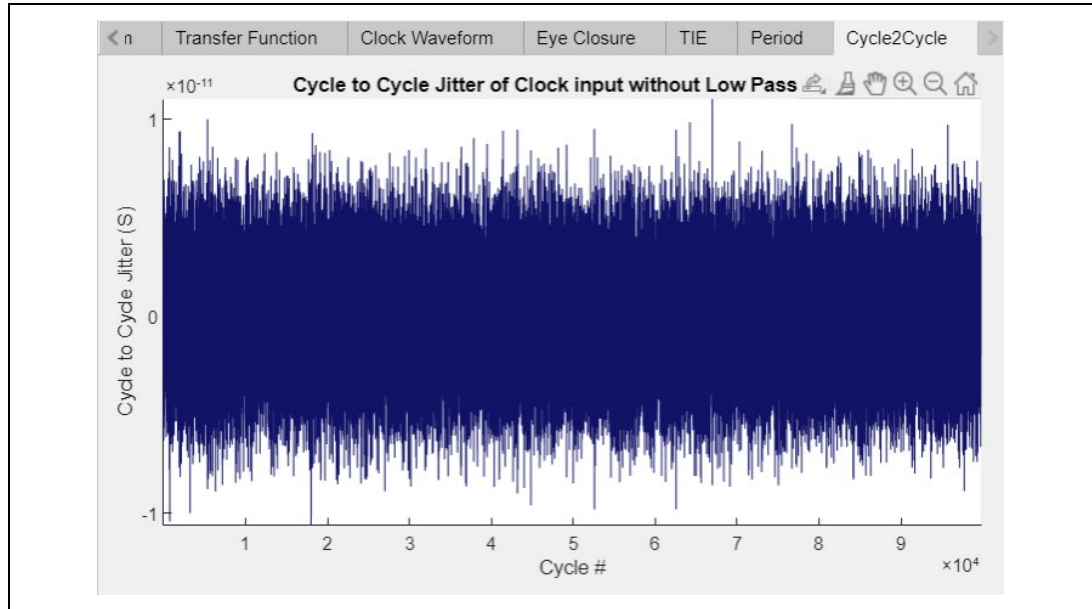 n Transfer Function Clock Waveform Eye Closure TIE Period Cycle2Cycle
×10⁻¹¹ Cycle to Cycle Jitter of Clock input without Low Pass
1
0
-1
Cycle to Cycle Jitter (S)
1 2 3 4 5 6 7 8 9
Cycle # ×10⁴